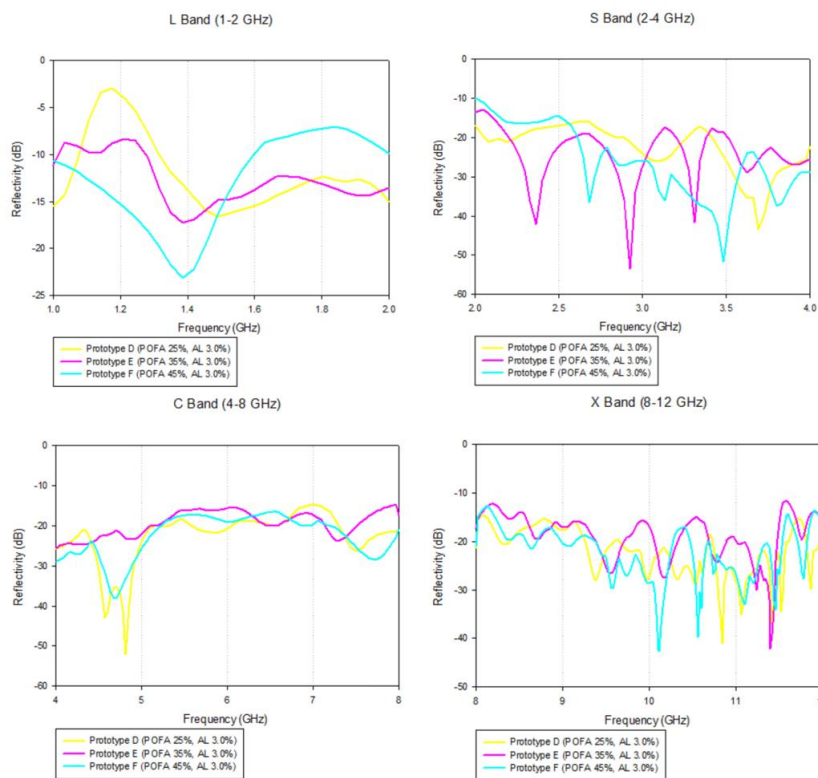 L Band (1-2 GHz)
0
-5
-10
-15
-20
-25
Reflectivity (dB)
1.0 1.2 1.4 1.6 1.8 2.0
Frequency (GHz)
Prototype D (POFA 25%, AL 3.0%)
Prototype E (POFA 35%, AL 3.0%)
Prototype F (POFA 45%, AL 3.0%)
S Band (2-4 GHz)
0
-10
-20
-30
-40
-50
-60
Reflectivity (dB)
2.0 2.5 3.0 3.5 4.0
Frequency (GHz)
Prototype D (POFA 25%, AL 3.0%)
Prototype E (POFA 35%, AL 3.0%)
Prototype F (POFA 45%, AL 3.0%)
C Band (4-8 GHz)
0
-10
-20
-30
-40
-50
-60
Reflectivity (dB)
4 5 6 7 8
Frequency (GHz)
Prototype D (POFA 25%, AL 3.0%)
Prototype E (POFA 35%, AL 3.0%)
Prototype F (POFA 45%, AL 3.0%)
X Band (8-12 GHz)
0
-10
-20
-30
-40
-50
Reflectivity (dB)
8 9 10 11
Frequency (GHz)
Prototype D (POFA 25%, AL 3.0%)
Prototype E (POFA 35%, AL 3.0%)
Prototype F (POFA 45%, AL 3.0%)